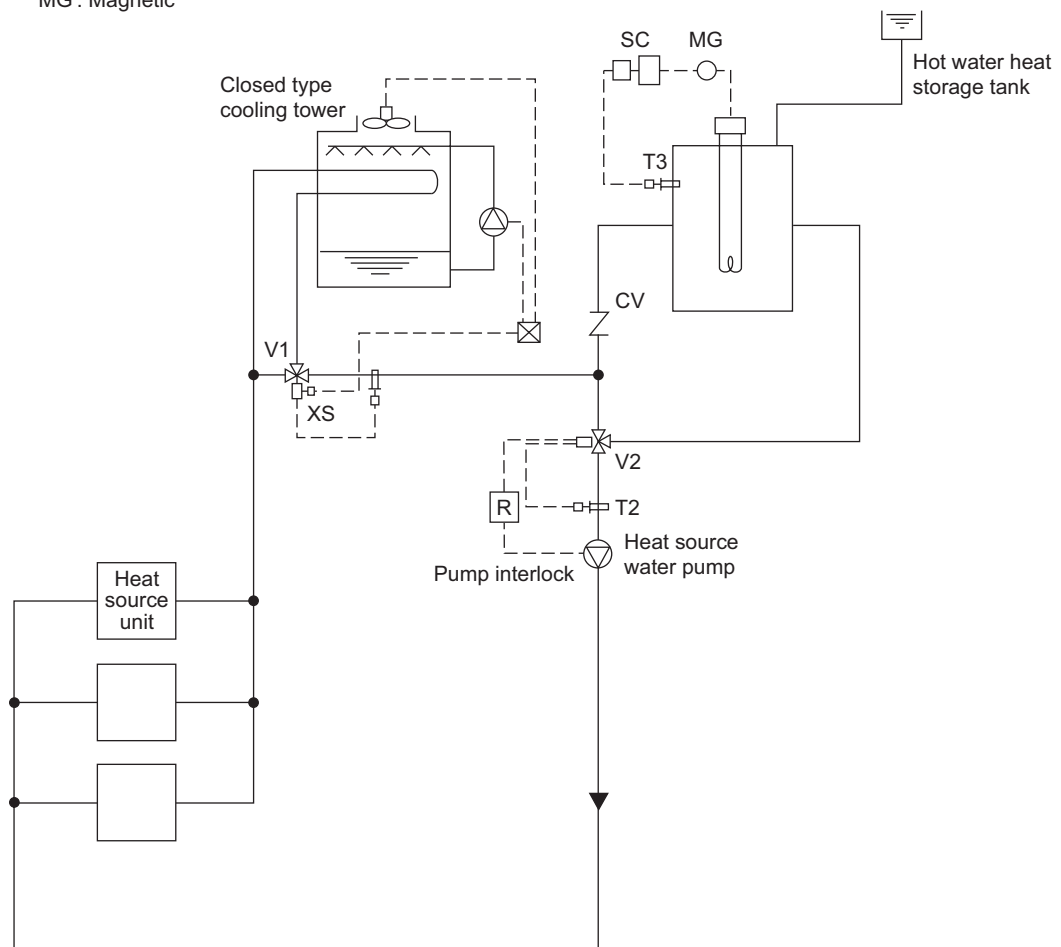 MG : Magnetic
SC
MG
Hot water heat
storage tank
Closed type
cooling tower
T3
CV
V1
XS
V2
R
T2
Heat source
water pump
Pump interlock
Heat
source
unit